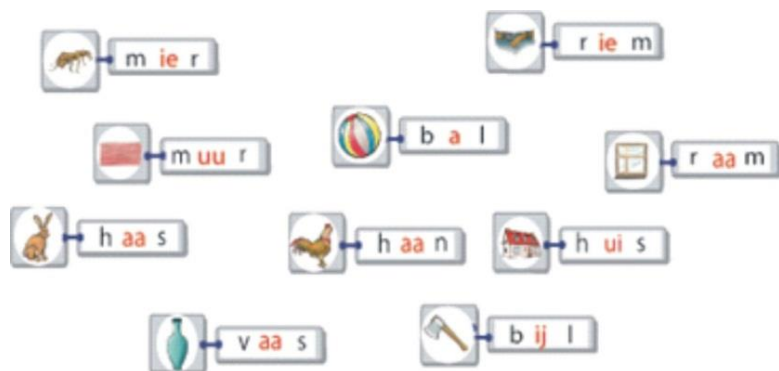 m ie r
r ie m
m uu r
b a l
r aa m
h aa s
h aa n
h ui s
v aa s
b ij l